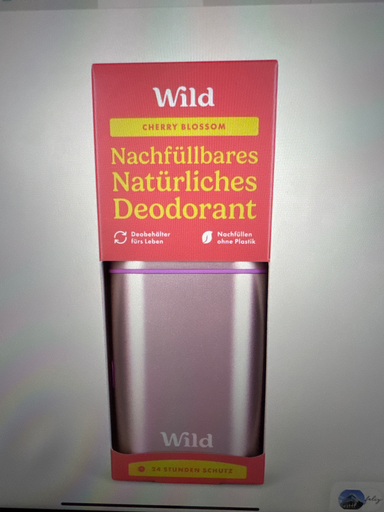 Wild
CHERRY BLOSSOM
Nachfüllbares
Natürliches
Deodorant
Deobehälter
fürs Leben
Nachfüllen
ohne Plastik
Wild
24 STUNDEN SCHUTZ